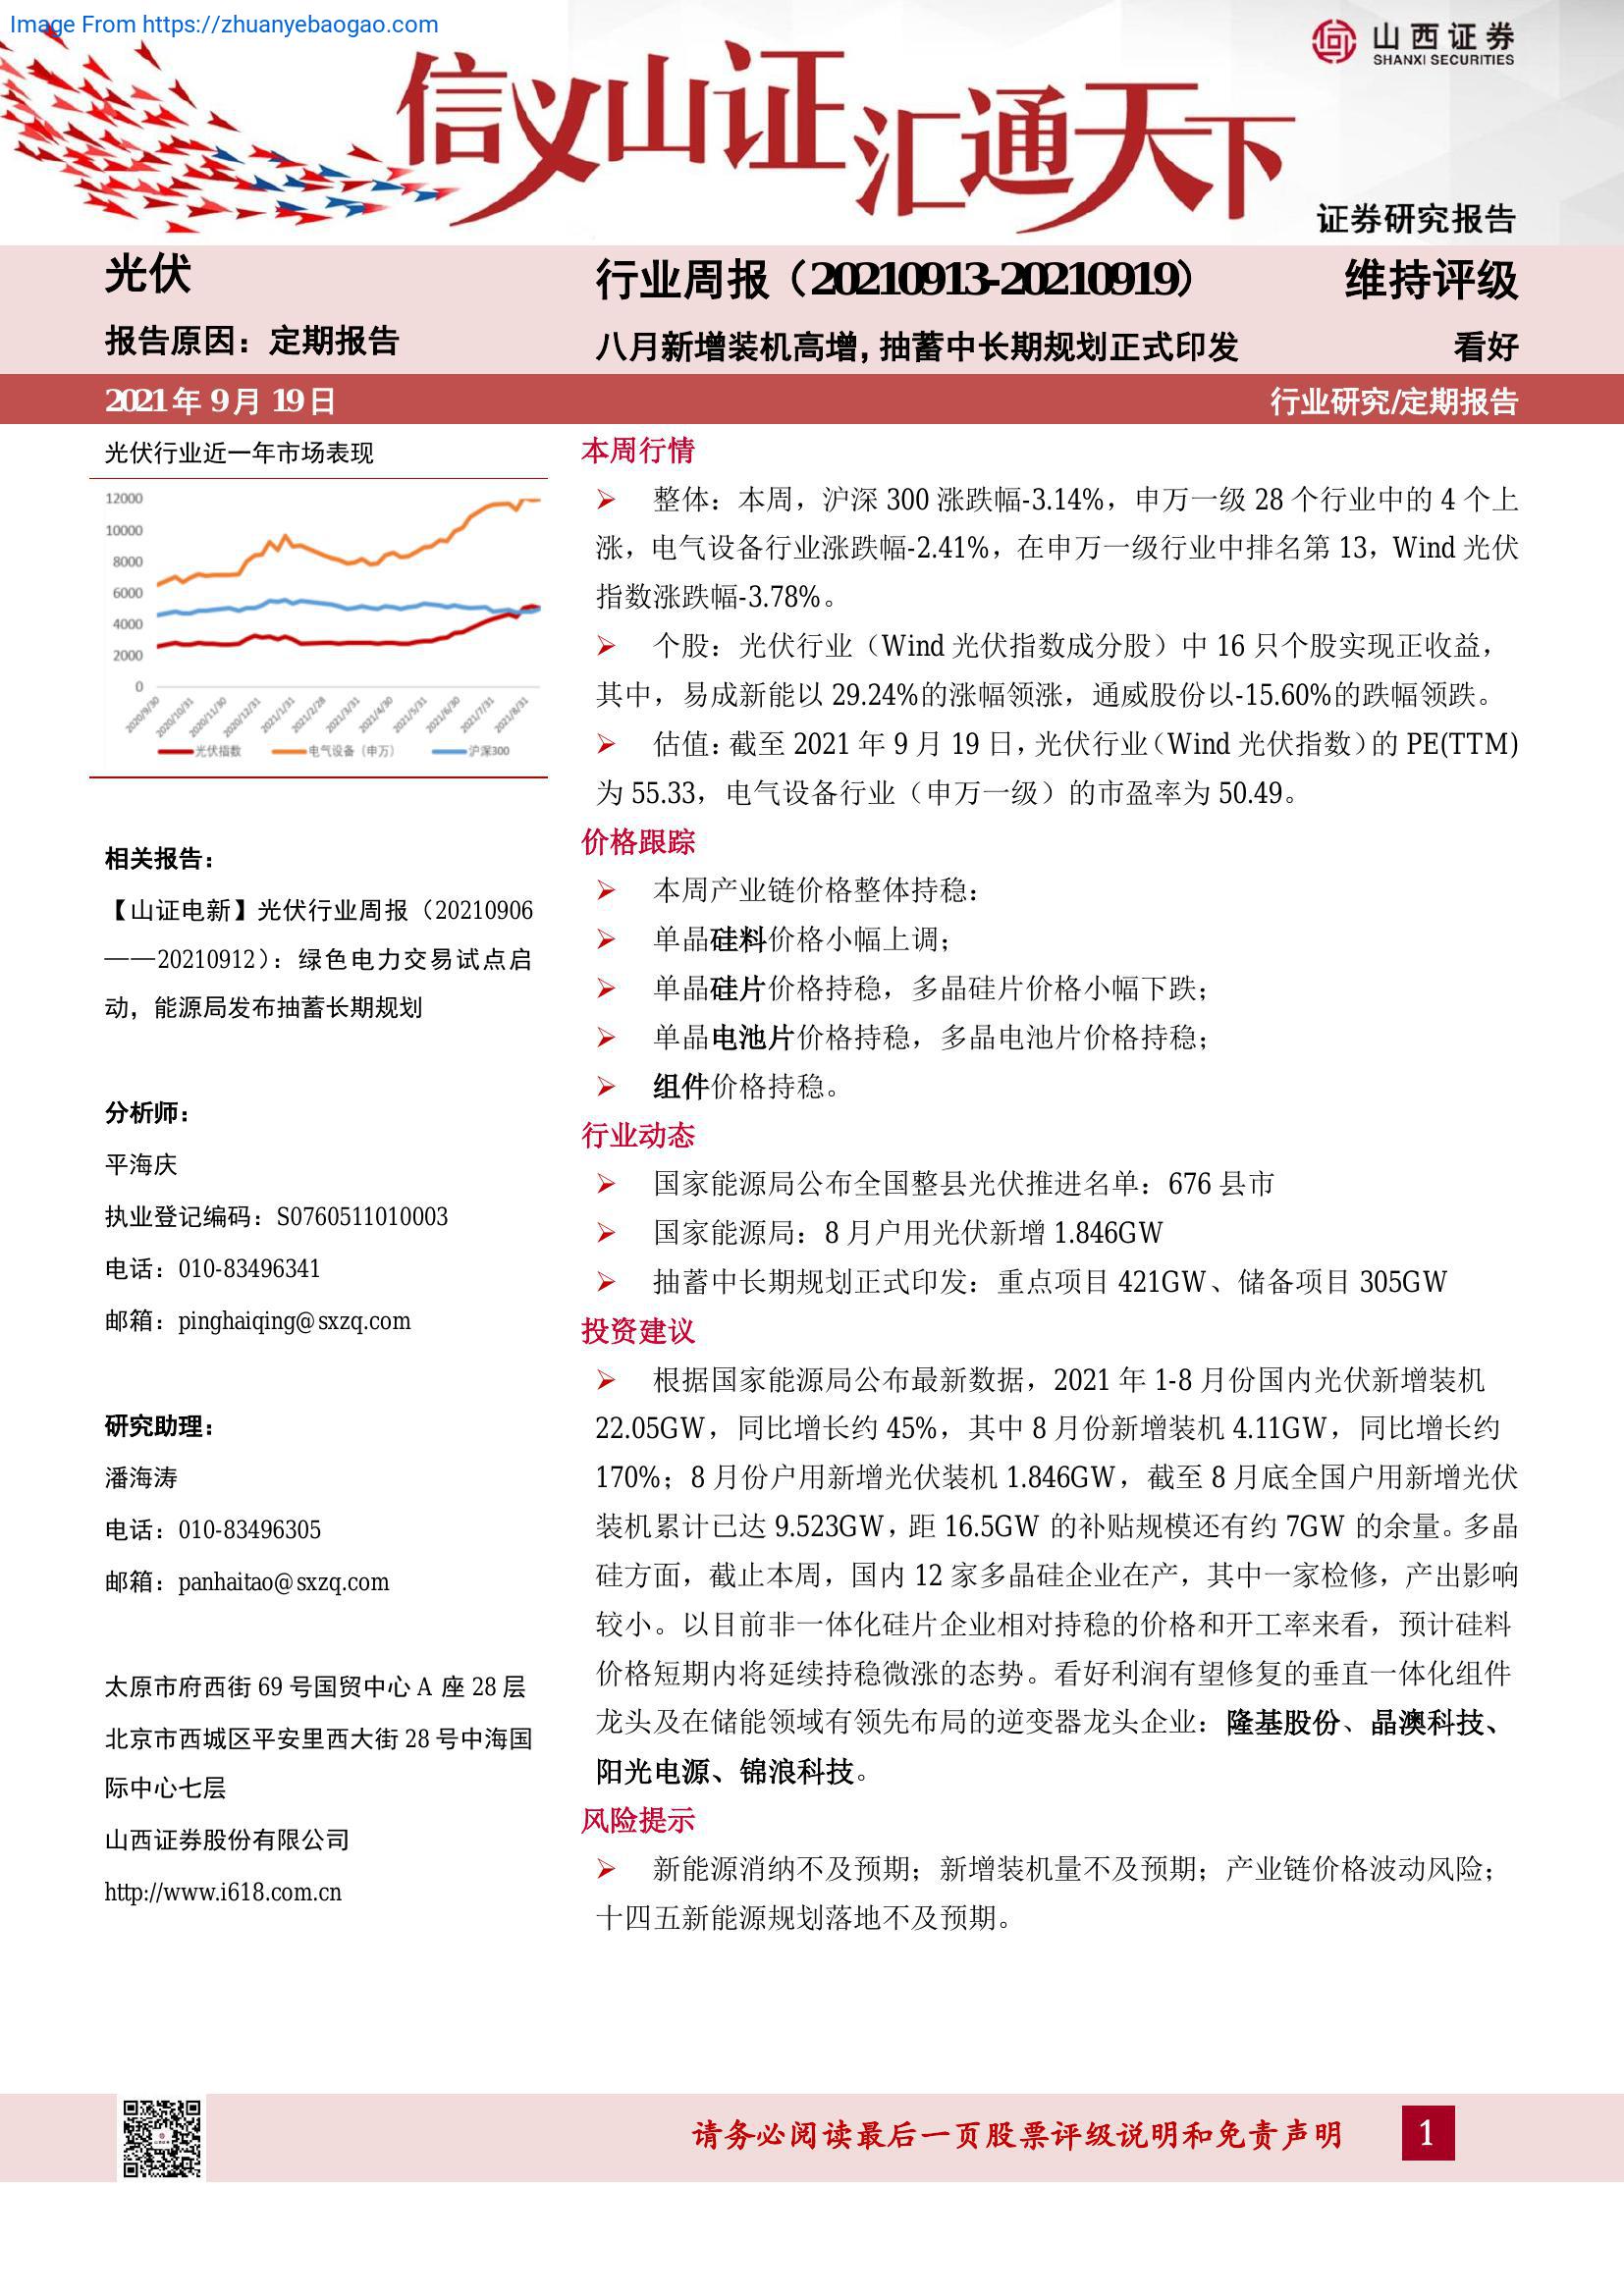 Image From https://zhuanyebaogao.com
山西证券
SHANXI SECURITIES
信义山证汇通天下
证券研究报告
光伏
行业周报（20210913-20210919）
维持评级
报告原因：定期报告
八月新增装机高增，抽蓄中长期规划正式印发
看好
2021年 9月 19日
行业研究/定期报告
光伏行业近一年市场表现
12000
10000
8000
6000
4000
2000
0
2020/9/30
2020/10/31
2020/11/30
2020/12/31
2021/1/31
2021/2/28
2021/3/31
2021/4/30
2021/5/31
2021/6/30
2021/7/31
2021/8/31
光伏指数 电气设备（申万） 沪深300
相关报告：
【山证电新】光伏行业周报（20210906
——20210912）：绿色电力交易试点启
动，能源局发布抽蓄长期规划
分析师：
平海庆
执业登记编码：S0760511010003
电话：010-83496341
邮箱：pinghaiqing@sxzq.com
研究助理：
潘海涛
电话：010-83496305
邮箱：panhaitao@sxzq.com
太原市府西街 69 号国贸中心 A 座 28 层
北京市西城区平安里西大街 28 号中海国
际中心七层
山西证券股份有限公司
http://www.i618.com.cn
本周行情
➢ 整体：本周，沪深 300 涨跌幅-3.14%，申万一级 28 个行业中的 4 个上
涨，电气设备行业涨跌幅-2.41%，在申万一级行业中排名第 13，Wind 光伏
指数涨跌幅-3.78%。
➢ 个股：光伏行业（Wind 光伏指数成分股）中 16 只个股实现正收益，
其中，易成新能以 29.24%的涨幅领涨，通威股份以-15.60%的跌幅领跌。
➢ 估值：截至 2021 年 9 月 19 日，光伏行业（Wind 光伏指数）的 PE(TTM)
为 55.33，电气设备行业（申万一级）的市盈率为 50.49。
价格跟踪
➢ 本周产业链价格整体持稳：
➢ 单晶硅料价格小幅上调；
➢ 单晶硅片价格持稳，多晶硅片价格小幅下跌；
➢ 单晶电池片价格持稳，多晶电池片价格持稳；
➢ 组件价格持稳。
行业动态
➢ 国家能源局公布全国整县光伏推进名单：676 县市
➢ 国家能源局：8 月户用光伏新增 1.846GW
➢ 抽蓄中长期规划正式印发：重点项目 421GW、储备项目 305GW
投资建议
➢ 根据国家能源局公布最新数据，2021 年 1-8 月份国内光伏新增装机
22.05GW，同比增长约 45%，其中 8 月份新增装机 4.11GW，同比增长约
170%；8 月份户用新增光伏装机 1.846GW，截至 8 月底全国户用新增光伏
装机累计已达 9.523GW，距 16.5GW 的补贴规模还有约 7GW 的余量。多晶
硅方面，截止本周，国内 12 家多晶硅企业在产，其中一家检修，产出影响
较小。以目前非一体化硅片企业相对持稳的价格和开工率来看，预计硅料
价格短期内将延续持稳微涨的态势。看好利润有望修复的垂直一体化组件
龙头及在储能领域有领先布局的逆变器龙头企业：隆基股份、晶澳科技、
阳光电源、锦浪科技。
风险提示
➢ 新能源消纳不及预期；新增装机量不及预期；产业链价格波动风险；
十四五新能源规划落地不及预期。
请务必阅读最后一页股票评级说明和免责声明
1